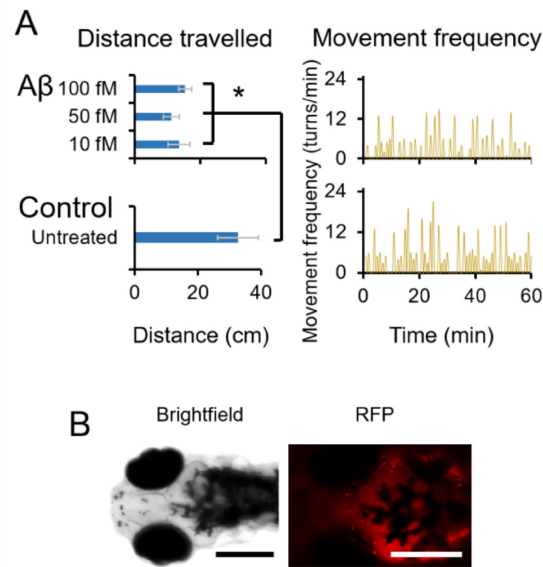 A
Distance travelled
Movement frequency
Aβ 100 fM
50 fM
10 fM
*
Control
Untreated
0 20 40
Distance (cm)
Movement frequency (turns/min)
24
12
0
24
12
0
0 20 40 60
Time (min)
B
Brightfield
RFP